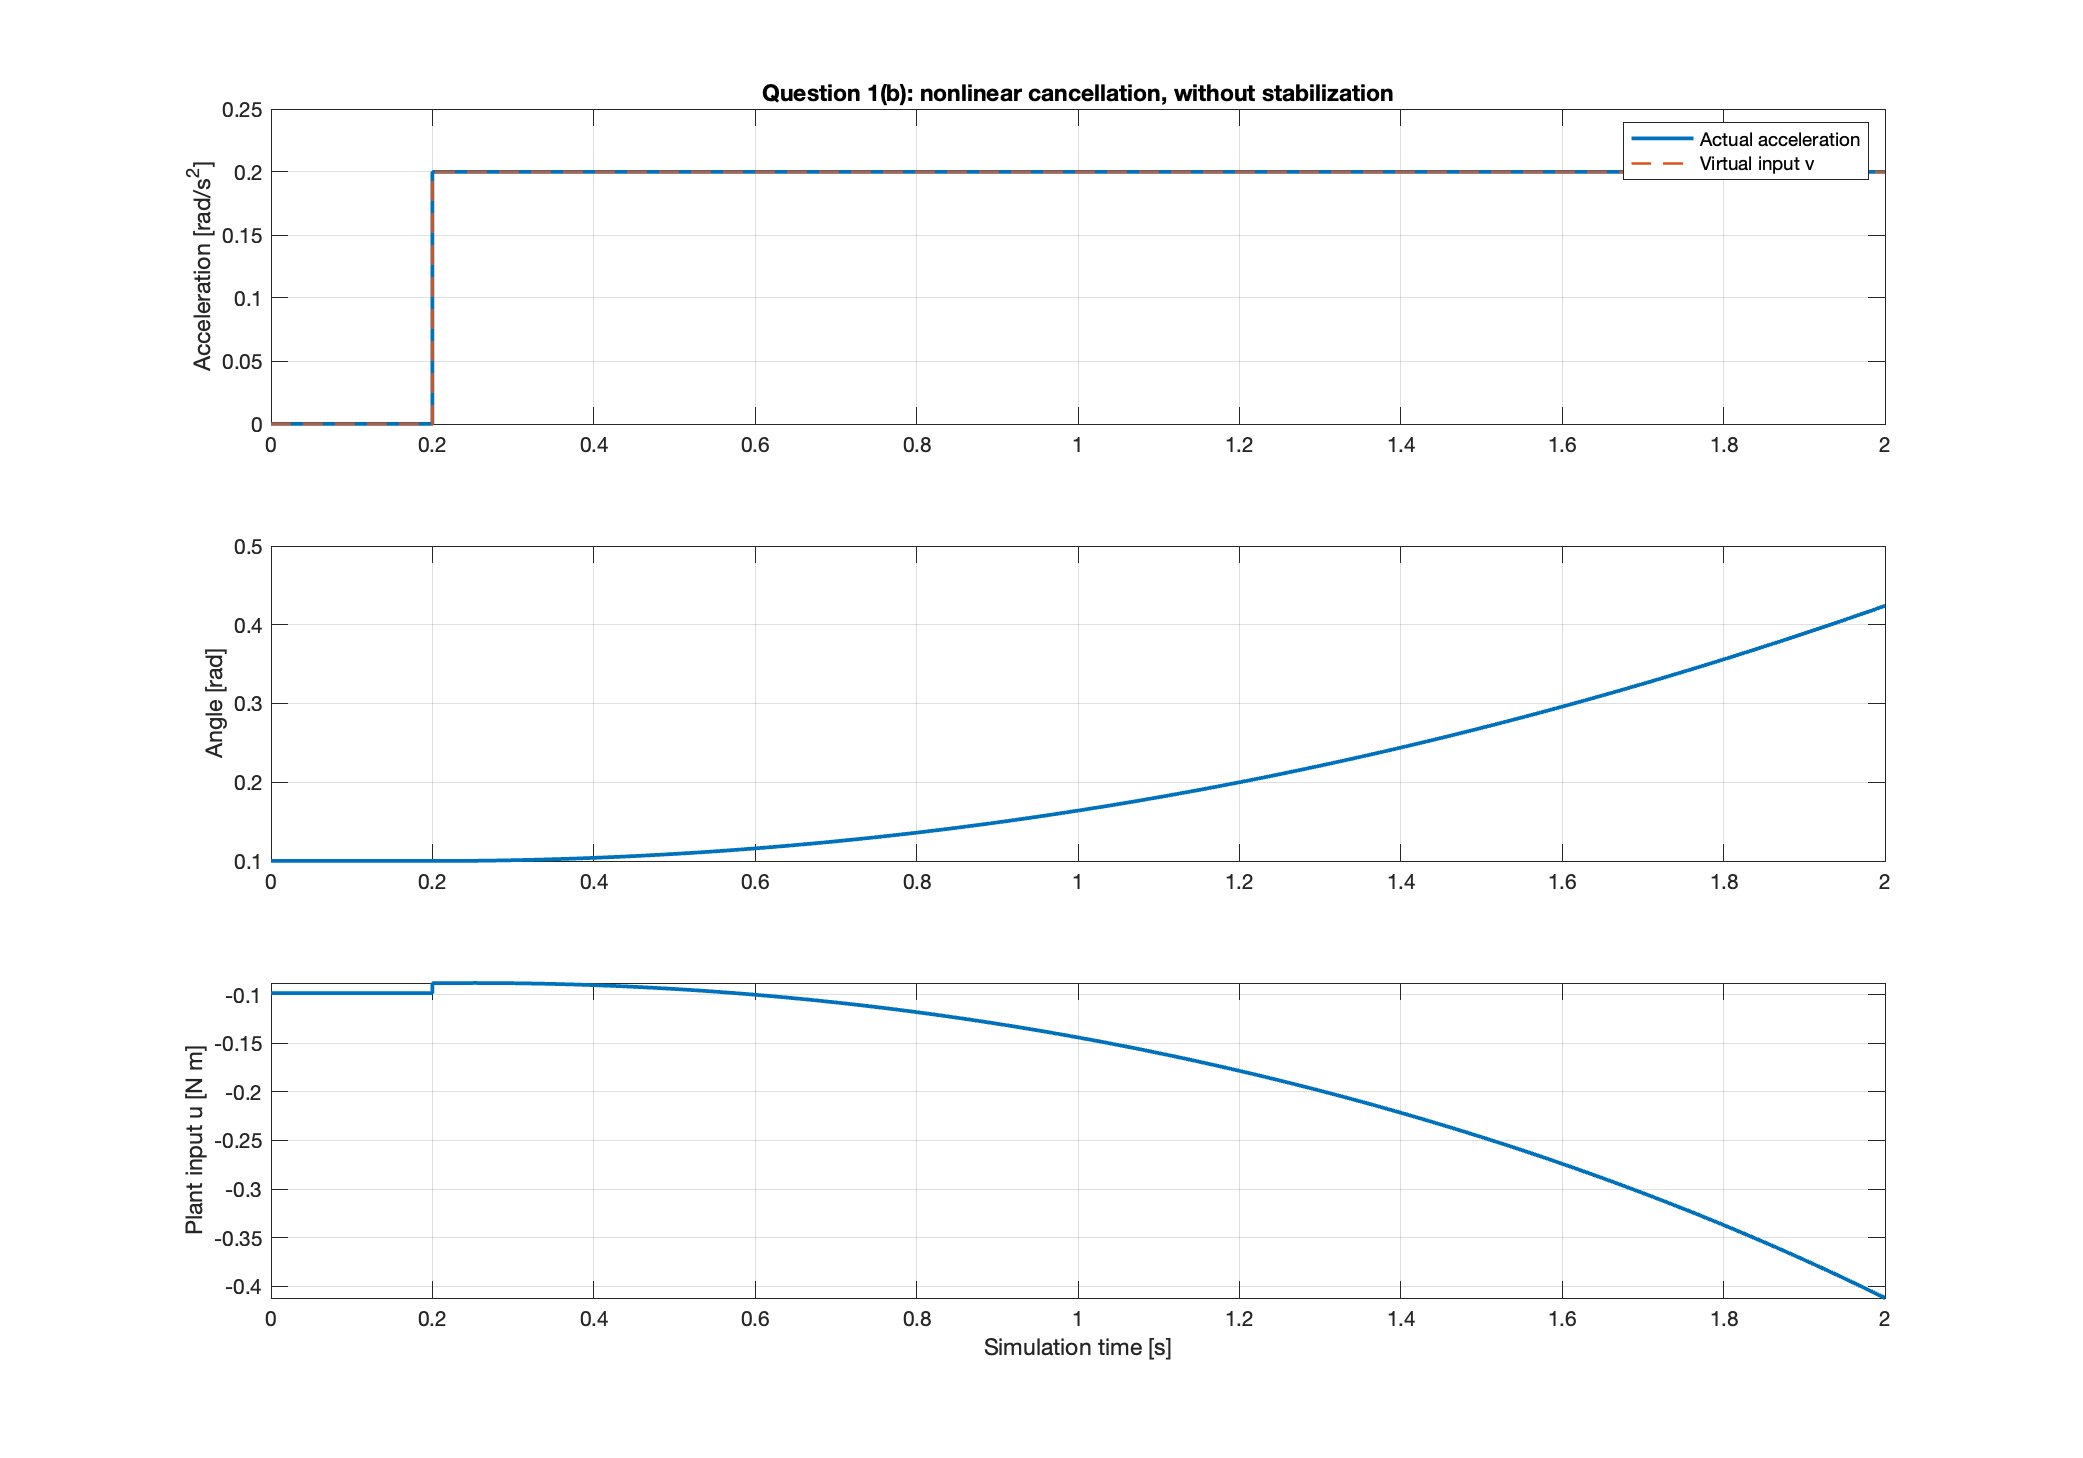 Question 1(b): nonlinear cancellation, without stabilization
0.25
0.2
0.15
0.1
0.05
0
Acceleration [rad/s²]
Actual acceleration
Virtual input v
0 0.2 0.4 0.6 0.8 1 1.2 1.4 1.6 1.8 2
0.5
0.4
0.3
0.2
0.1
Angle [rad]
0 0.2 0.4 0.6 0.8 1 1.2 1.4 1.6 1.8 2
-0.1
-0.15
-0.2
-0.25
-0.3
-0.35
-0.4
Plant input u [N m]
0 0.2 0.4 0.6 0.8 1 1.2 1.4 1.6 1.8 2
Simulation time [s]